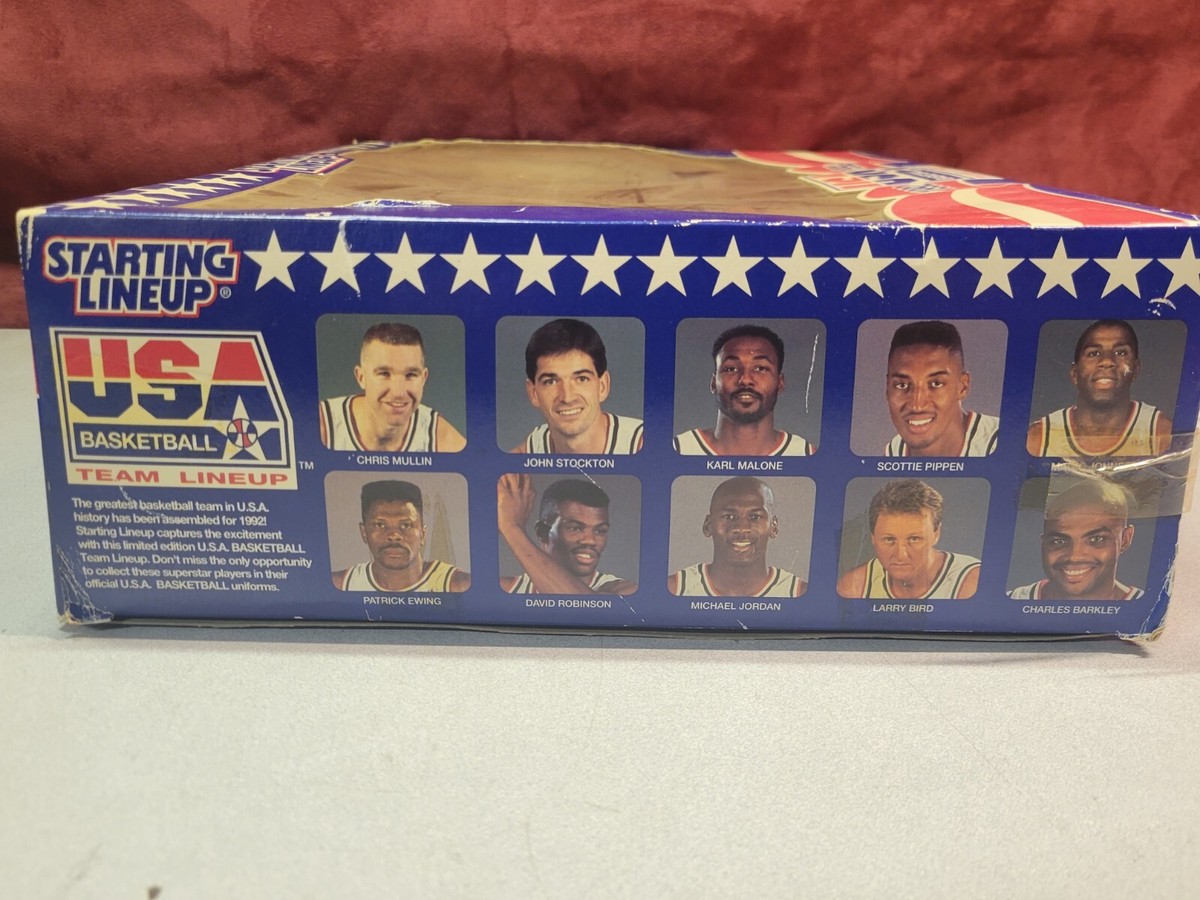 STARTING
LINEUP®
USA
BASKETBALL
TEAM LINEUP™
The greatest basketball team in U.S.A.
history has been assembled for 1992!
Starting Lineup captures the excitement
with this limited edition U.S.A. BASKETBALL
Team Lineup. Don't miss the only opportunity
to collect these superstar players in their
official U.S.A. BASKETBALL uniforms.
CHRIS MULLIN
JOHN STOCKTON
KARL MALONE
SCOTTIE PIPPEN
PATRICK EWING
DAVID ROBINSON
MICHAEL JORDAN
LARRY BIRD
CHARLES BARKLEY